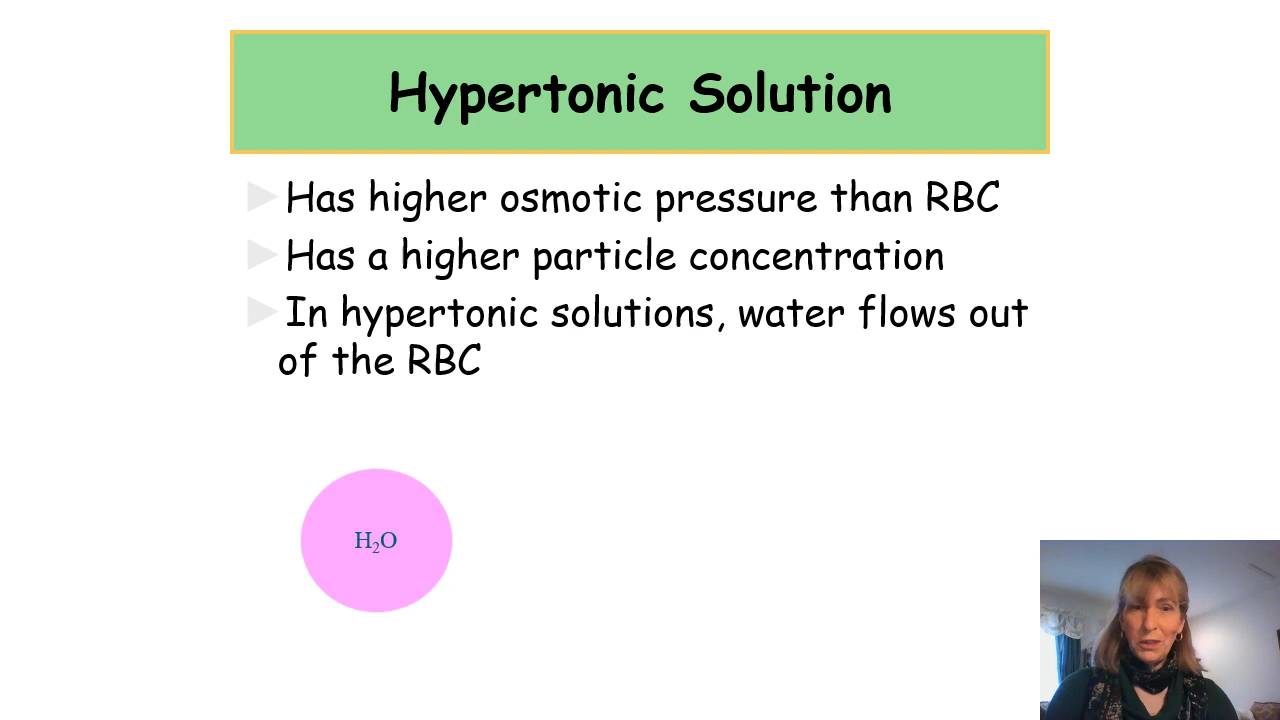 Hypertonic Solution
Has higher osmotic pressure than RBC
Has a higher particle concentration
In hypertonic solutions, water flows out
of the RBC
H₂O